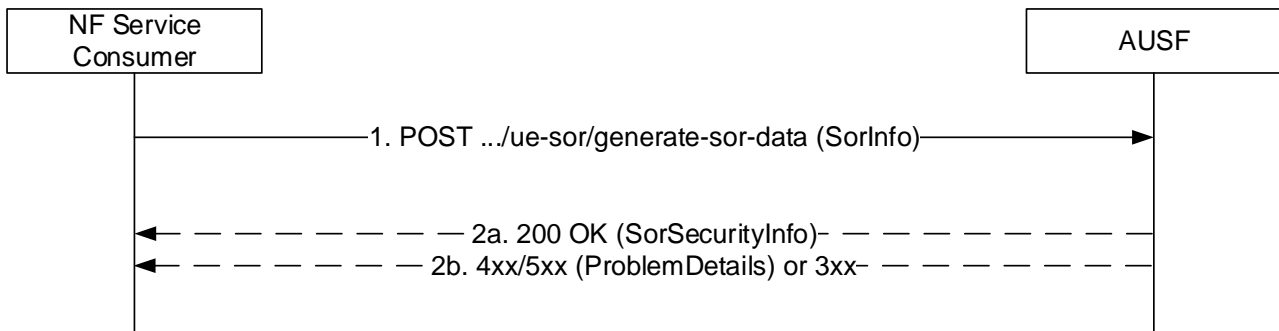 NF Service
Consumer
AUSF
1. POST .../ue-sor/generate-sor-data (SorInfo)
2a. 200 OK (SorSecurityInfo)
2b. 4xx/5xx (ProblemDetails) or 3xx